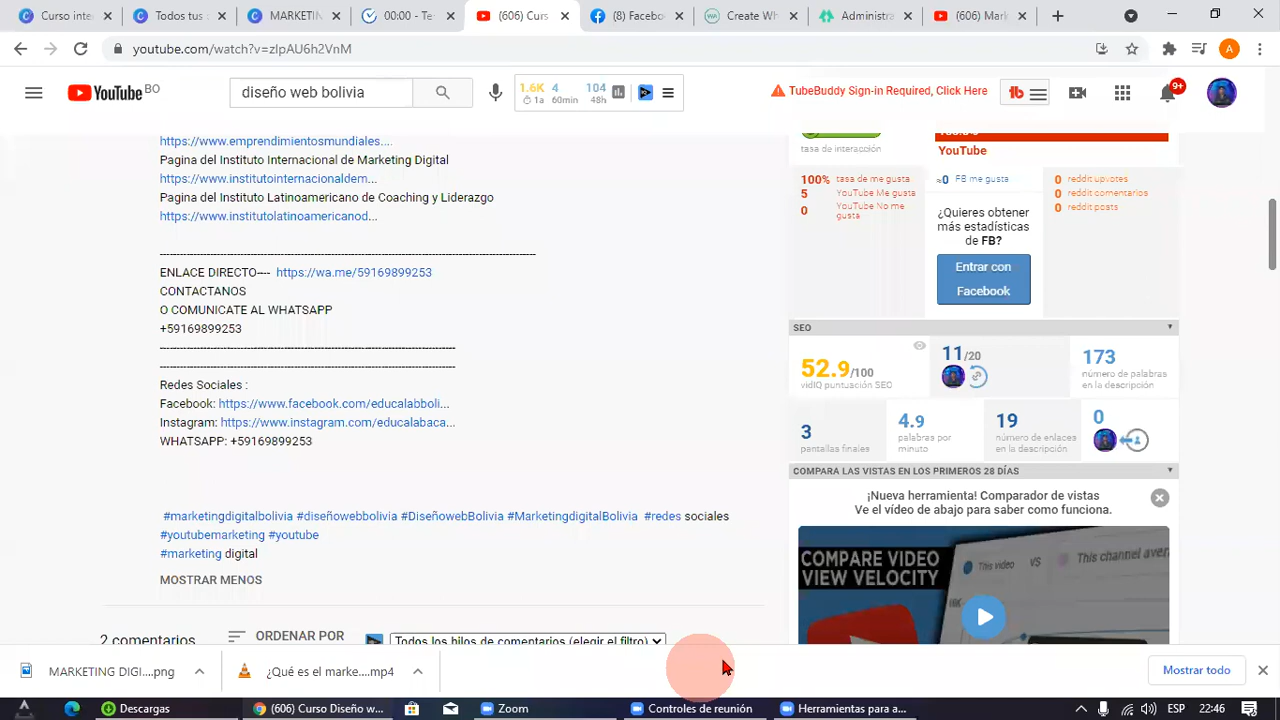 Curso inte
Todos tus
MARKETING
00:00 - Te
(606) Curs
(8) Facebo
Create Wh
Administra
(606) Mark
youtube.com/watch?v=zIpAU6h2VnM
A
YouTube BO
diseño web bolivia
1.6K 4 104
1a 60min 48h
TubeBuddy Sign-in Required, Click Here
9+
https://www.emprendimientosmundiales...
Pagina del Instituto Internacional de Marketing Digital
https://www.institutointernacionaldem...
Pagina del Instituto Latinoamericano de Coaching y Liderazgo
https://www.institutolatinoamericanod...
ENLACE DIRECTO---- https://wa.me/59169899253
CONTACTANOS
O COMUNICATE AL WHATSAPP
+59169899253
Redes Sociales :
Facebook: https://www.facebook.com/educalabboli...
Instagram: https://www.instagram.com/educalabaca...
WHATSAPP: +59169899253
#marketingdigitalbolivia #diseñowebbolivia #DiseñowebBolivia #MarketingdigitalBolivia #redes sociales
#youtubemarketing #youtube
#marketing digital
MOSTRAR MENOS
2 comentarios
ORDENAR POR
Todos los hilos de comentarios (elegir el filtro)
tasa de interacción
YouTube
100% tasa de me gusta
5 YouTube Me gusta
0 YouTube No me gusta
≈0 FB me gusta
¿Quieres obtener
más estadísticas
de FB?
Entrar con
Facebook
0 reddit upvotes
0 reddit comentarios
0 reddit posts
SEO
52.9/100
vidIQ puntuación SEO
11/20
173
número de palabras
en la descripción
3
pantallas finales
4.9
palabras por
minuto
19
número de enlaces
en la descripción
0
COMPARA LAS VISTAS EN LOS PRIMEROS 28 DÍAS
¡Nueva herramienta! Comparador de vistas
Ve el vídeo de abajo para saber como funciona.
COMPARE VIDEO
VIEW VELOCITY
This video VS This channel avera
MARKETING DIGI....png
¿Qué es el marke....mp4
Mostrar todo
Descargas
(606) Curso Diseño w...
Zoom
Controles de reunión
Herramientas para a...
ESP
22:46